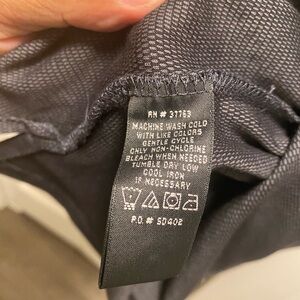 RN # 37763
MACHINE WASH COLD
WITH LIKE COLORS
GENTLE CYCLE
ONLY NON-CHLORINE
BLEACH WHEN NEEDED
TUMBLE DRY LOW
COOL IRON
IF NECESSARY
P.O. # 50402